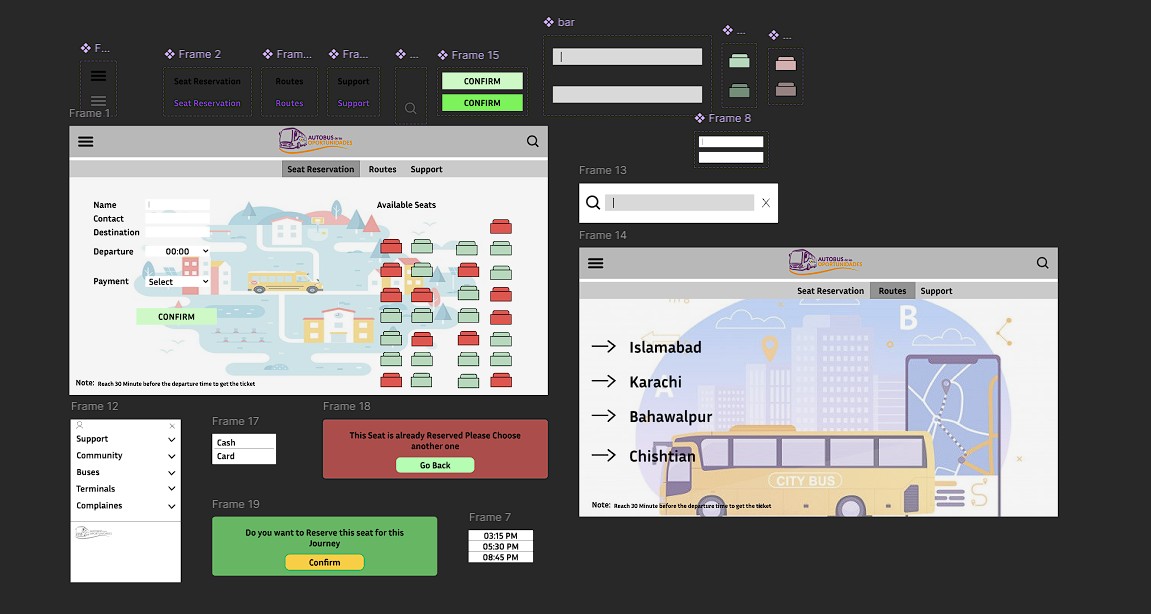 bar
F...
Frame 2
Fram...
Fra...
...
Frame 15
...
...
Seat Reservation
Routes
Support
CONFIRM
Seat Reservation
Routes
Support
CONFIRM
Frame 1
Frame 8
AUTOBUS de las
OPORTUNIDADES
Seat Reservation
Routes
Support
Name
Contact
Destination
Departure
00:00
Payment
Select
CONFIRM
Available Seats
Note: Reach 30 Minute before the departure time to get the ticket
Frame 13
X
Frame 14
AUTOBUS de las
OPORTUNIDADES
Seat Reservation
Routes
Support
B
A
Islamabad
Karachi
Bahawalpur
Chishtian
CITY BUS
Note: Reach 30 Minute before the departure time to get the ticket
Frame 12
Support
Community
Buses
Terminals
Complaines
Frame 17
Cash
Card
Frame 18
This Seat is already Reserved Please Choose
another one
Go Back
Frame 19
Do you want to Reserve this seat for this
Journey
Confirm
Frame 7
03:15 PM
05:30 PM
08:45 PM